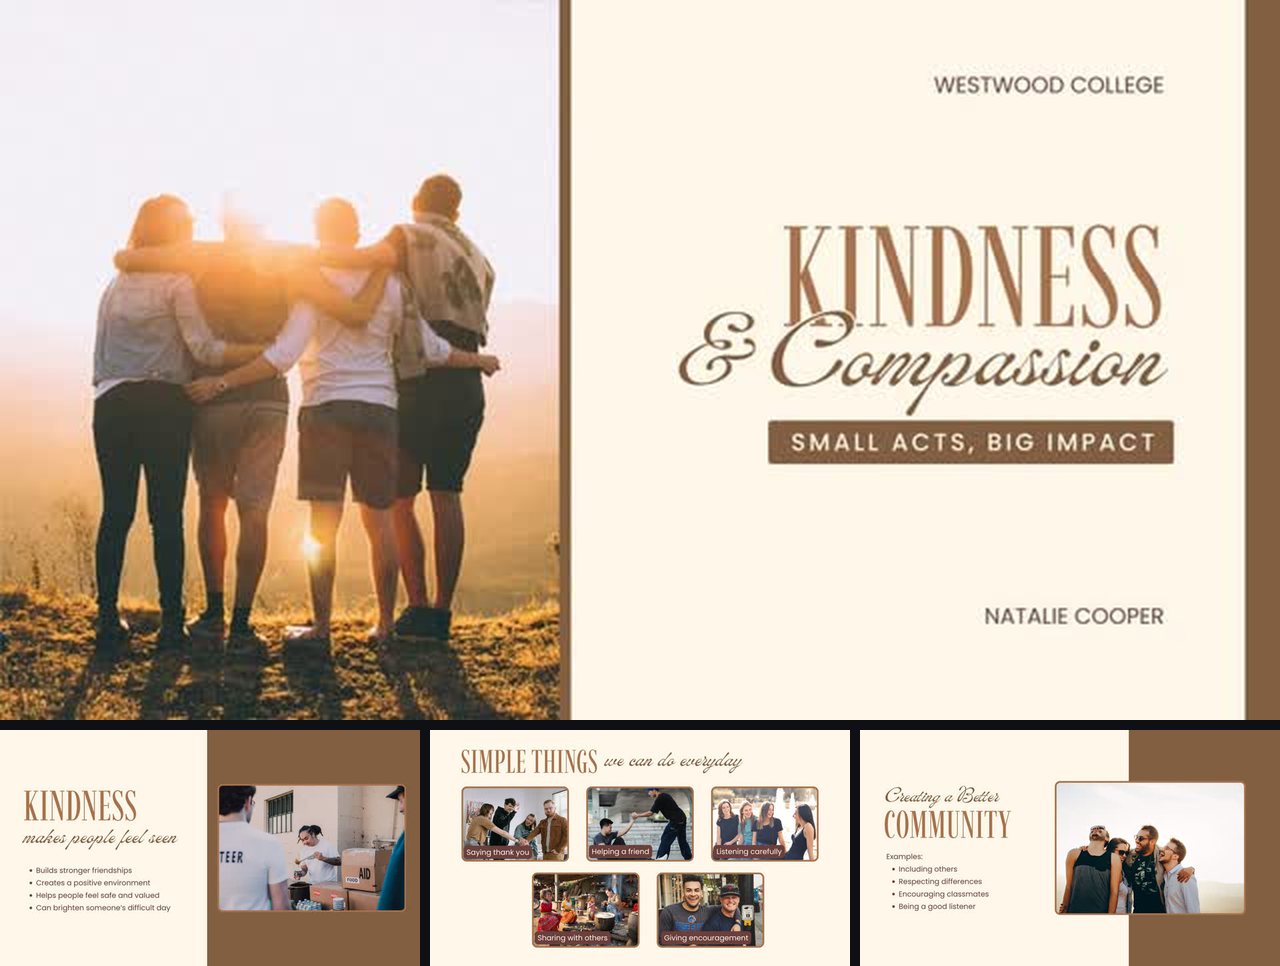 WESTWOOD COLLEGE
KINDNESS
& Compassion
SMALL ACTS, BIG IMPACT
NATALIE COOPER
KINDNESS
makes people feel seen
• Builds stronger friendships
• Creates a positive environment
• Helps people feel safe and valued
• Can brighten someone's difficult day
TEER
FOOD
AID
SIMPLE THINGS we can do everyday
Saying thank you
Helping a friend
Listening carefully
Sharing with others
Giving encouragement
Creating a Better
COMMUNITY
Examples:
• Including others
• Respecting differences
• Encouraging classmates
• Being a good listener